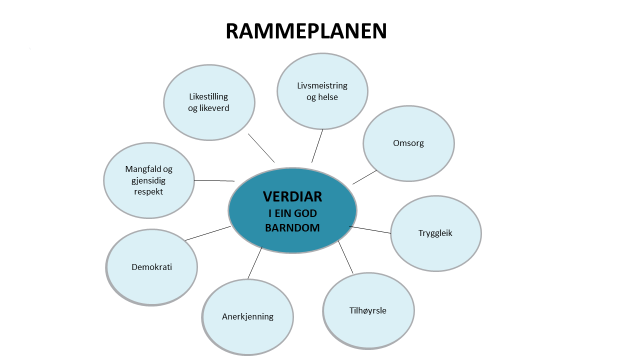 RAMMEPLANEN
Livsmeistring
og helse
Likestilling
og likeverd
Omsorg
Mangfald og
gjensidig
respekt
VERDIAR
I EIN GOD
BARNDOM
Tryggleik
Demokrati
Tilhøyrsle
Anerkjenning